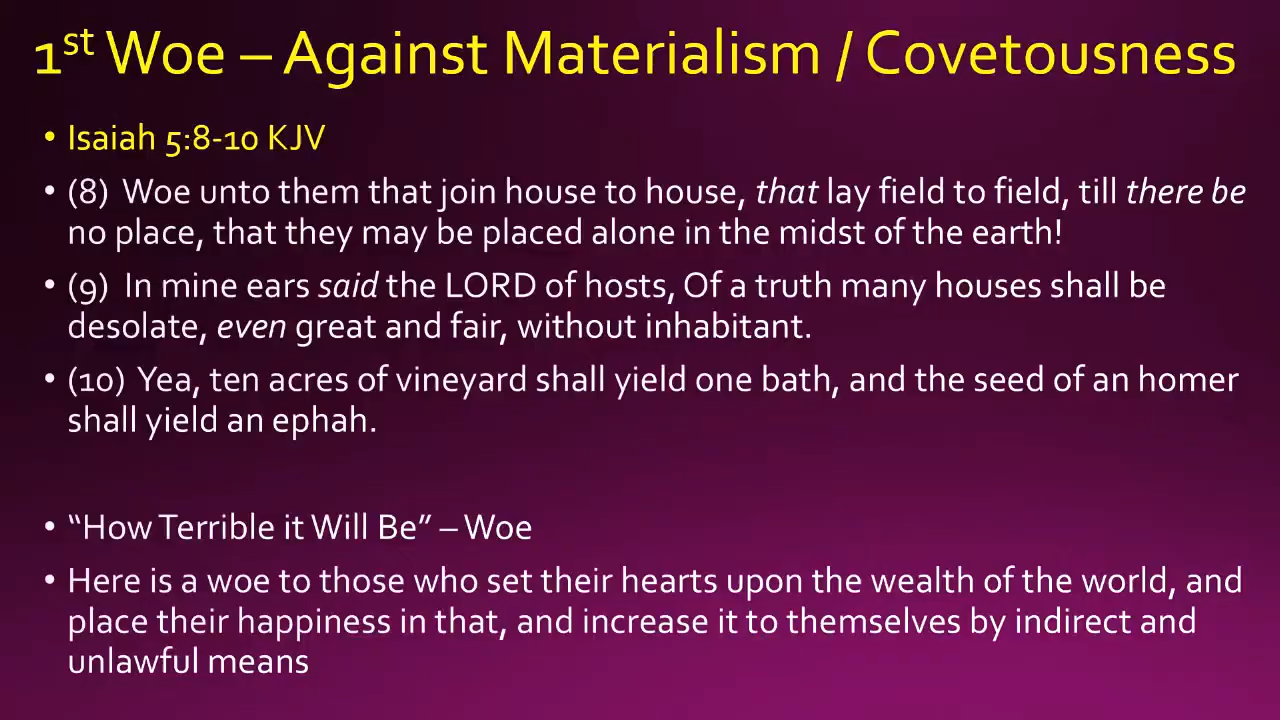 1st Woe – Against Materialism / Covetousness
• Isaiah 5:8-10 KJV
• (8) Woe unto them that join house to house, that lay field to field, till there be
no place, that they may be placed alone in the midst of the earth!
• (9) In mine ears said the LORD of hosts, Of a truth many houses shall be
desolate, even great and fair, without inhabitant.
• (10) Yea, ten acres of vineyard shall yield one bath, and the seed of an homer
shall yield an ephah.
• “How Terrible it Will Be” – Woe
• Here is a woe to those who set their hearts upon the wealth of the world, and
place their happiness in that, and increase it to themselves by indirect and
unlawful means